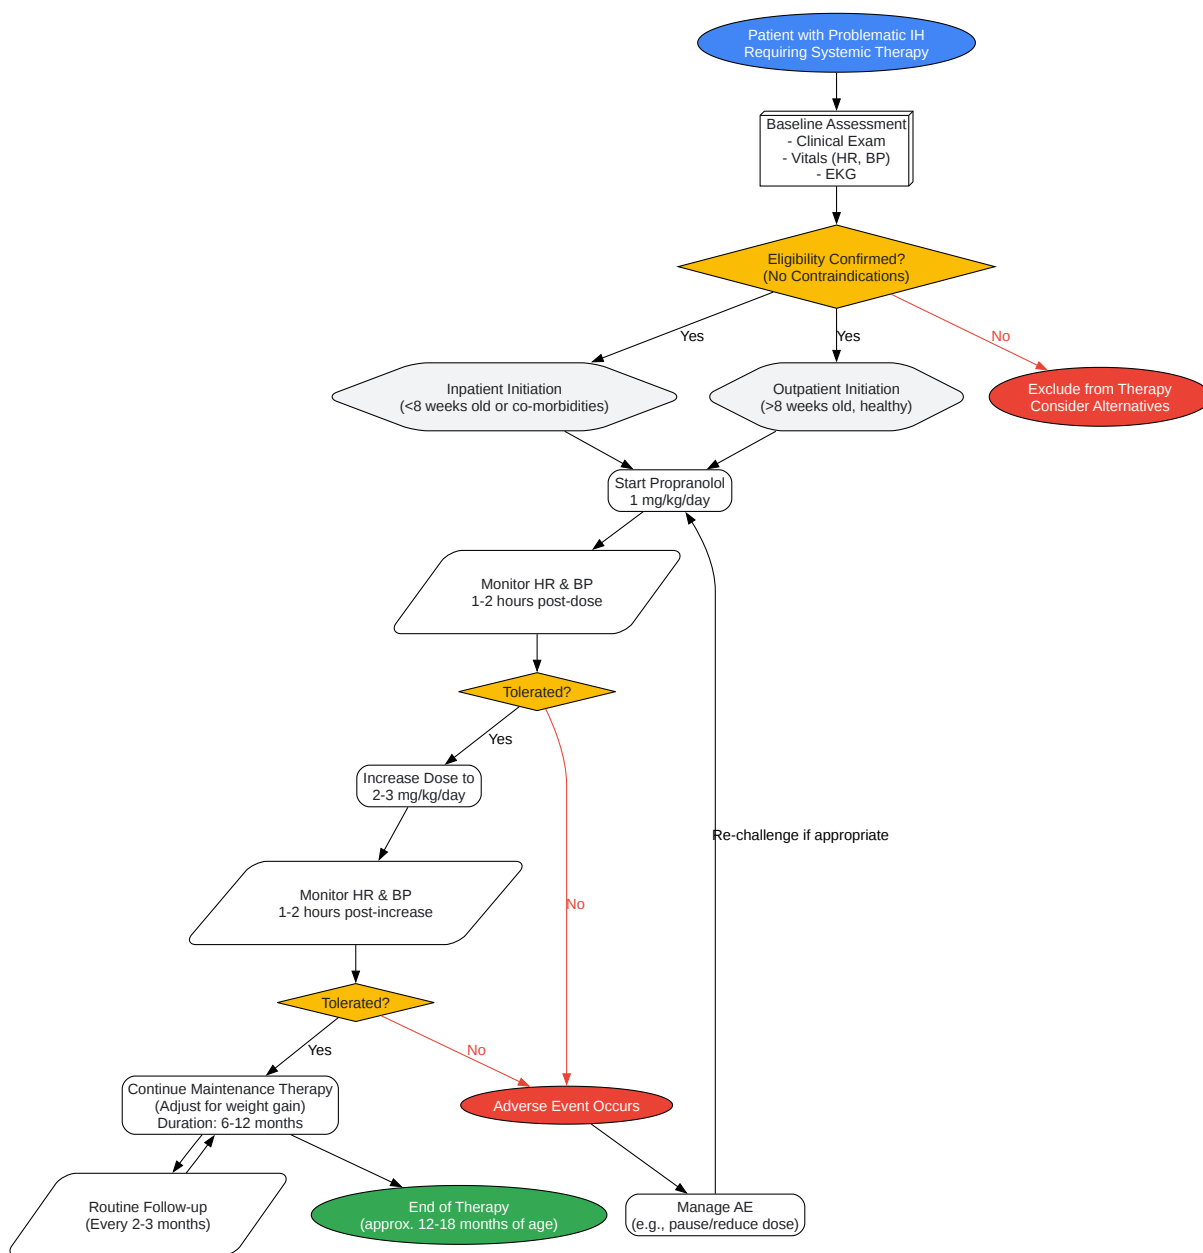 Patient with Problematic IH
Requiring Systemic Therapy
Baseline Assessment
- Clinical Exam
- Vitals (HR, BP)
- EKG
Eligibility Confirmed?
(No Contraindications)
Yes
Yes
No
Inpatient Initiation
(<8 weeks old or co-morbidities)
Outpatient Initiation
(>8 weeks old, healthy)
Exclude from Therapy
Consider Alternatives
Start Propranolol
1 mg/kg/day
Monitor HR & BP
1-2 hours post-dose
Tolerated?
Yes
Increase Dose to
2-3 mg/kg/day
Re-challenge if appropriate
Monitor HR & BP
1-2 hours post-increase
No
Tolerated?
Yes
No
Continue Maintenance Therapy
(Adjust for weight gain)
Duration: 6-12 months
Adverse Event Occurs
Routine Follow-up
(Every 2-3 months)
End of Therapy
(approx. 12-18 months of age)
Manage AE
(e.g., pause/reduce dose)